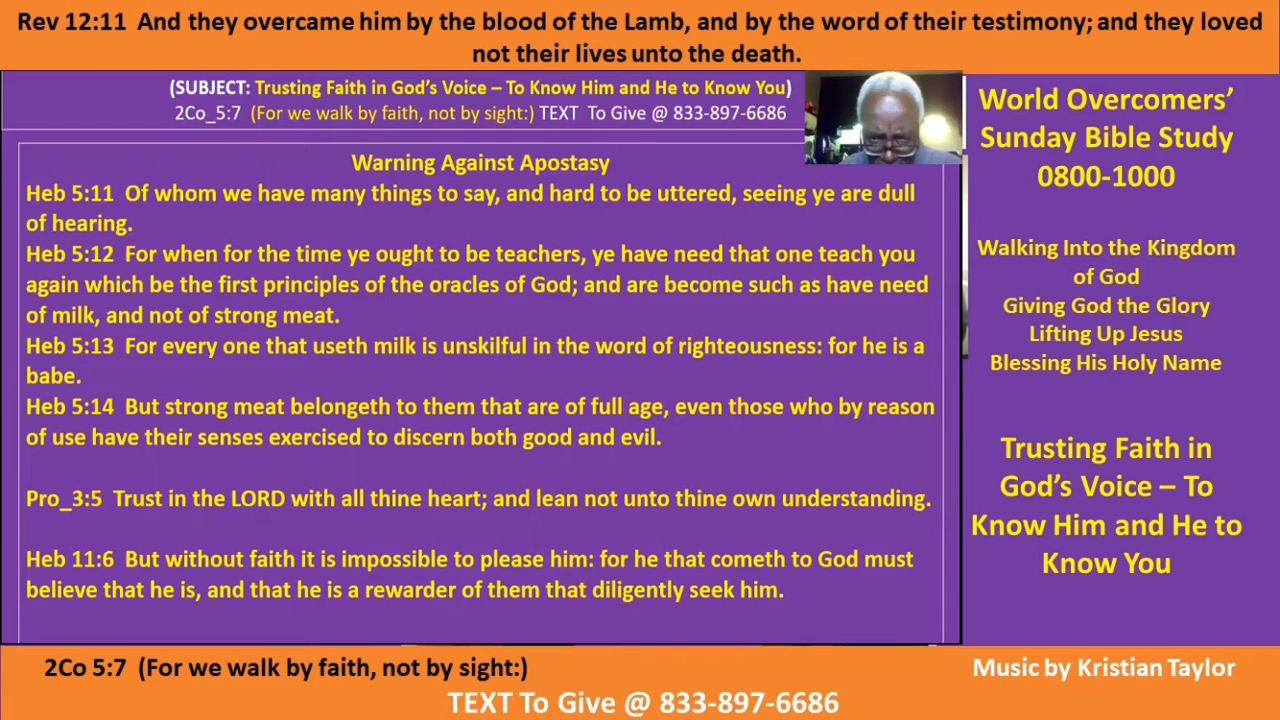 Rev 12:11  And they overcame him by the blood of the Lamb, and by the word of their testimony; and they loved
not their lives unto the death.
(SUBJECT: Trusting Faith in God’s Voice – To Know Him and He to Know You)
2Co_5:7  (For we walk by faith, not by sight:) TEXT  To Give @ 833-897-6686
Warning Against Apostasy
Heb 5:11  Of whom we have many things to say, and hard to be uttered, seeing ye are dull
of hearing.
Heb 5:12  For when for the time ye ought to be teachers, ye have need that one teach you
again which be the first principles of the oracles of God; and are become such as have need
of milk, and not of strong meat.
Heb 5:13  For every one that useth milk is unskilful in the word of righteousness: for he is a
babe.
Heb 5:14  But strong meat belongeth to them that are of full age, even those who by reason
of use have their senses exercised to discern both good and evil.
Pro_3:5  Trust in the LORD with all thine heart; and lean not unto thine own understanding.
Heb 11:6  But without faith it is impossible to please him: for he that cometh to God must
believe that he is, and that he is a rewarder of them that diligently seek him.
World Overcomers’
Sunday Bible Study
0800-1000
Walking Into the Kingdom
of God
Giving God the Glory
Lifting Up Jesus
Blessing His Holy Name
Trusting Faith in
God’s Voice – To
Know Him and He to
Know You
2Co 5:7  (For we walk by faith, not by sight:)
Music by Kristian Taylor
TEXT To Give @ 833-897-6686